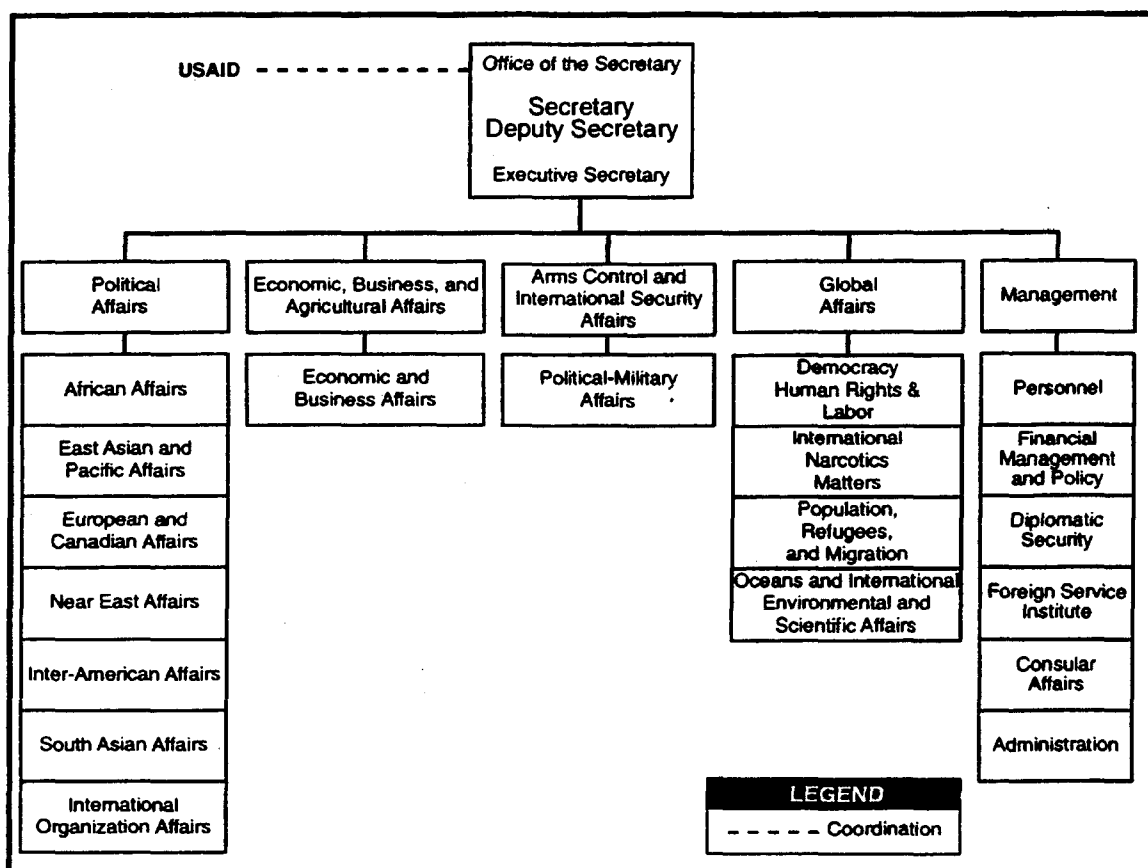 USAID
Office of the Secretary
Secretary
Deputy Secretary
Executive Secretary
Political
Affairs
Economic, Business, and
Agricultural Affairs
Arms Control and
International Security
Affairs
Global
Affairs
Management
African Affairs
East Asian and
Pacific Affairs
European and
Canadian Affairs
Near East Affairs
Inter-American Affairs
South Asian Affairs
International
Organization Affairs
Economic and
Business Affairs
Political-Military
Affairs
Democracy
Human Rights &
Labor
International
Narcotics
Matters
Population,
Refugees,
and Migration
Oceans and International
Environmental and
Scientific Affairs
Personnel
Financial
Management
and Policy
Diplomatic
Security
Foreign Service
Institute
Consular
Affairs
Administration
LEGEND
Coordination